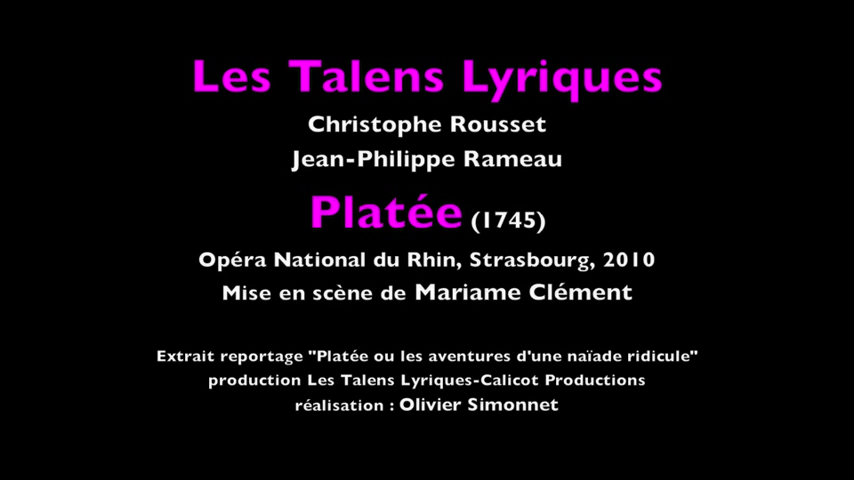 Les Talens Lyriques
Christophe Rousset
Jean-Philippe Rameau
Platée (1745)
Opéra National du Rhin, Strasbourg, 2010
Mise en scène de Mariame Clément
Extrait reportage "Platée ou les aventures d'une naïade ridicule"
production Les Talens Lyriques-Calicot Productions
réalisation : Olivier Simonnet